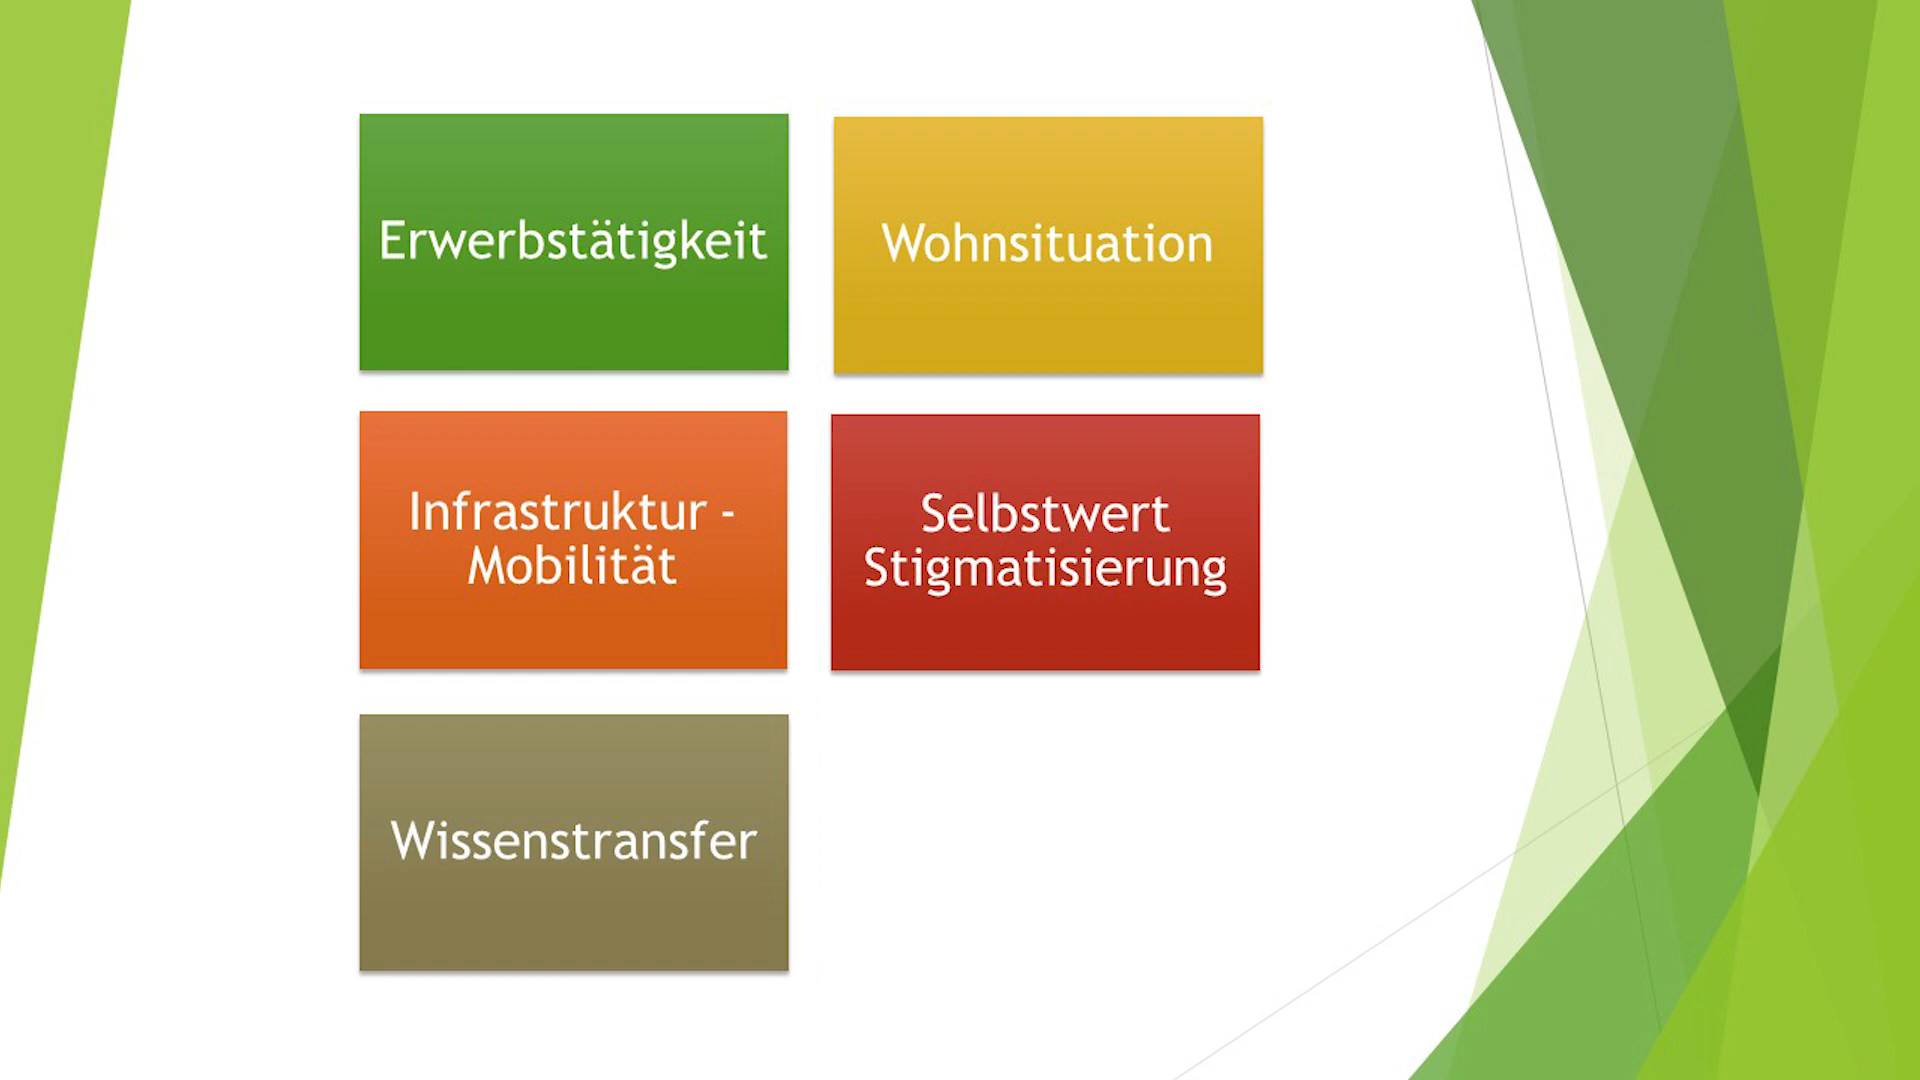 Erwerbstätigkeit
Wohnsituation
Infrastruktur -
Mobilität
Selbstwert
Stigmatisierung
Wissenstransfer